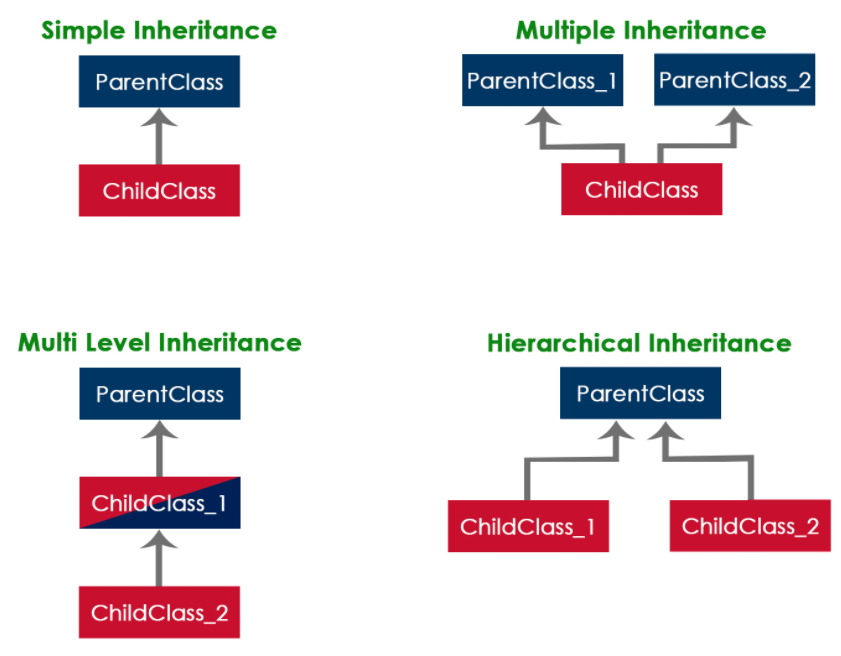 Simple Inheritance
ParentClass
ChildClass
Multiple Inheritance
ParentClass_1
ParentClass_2
ChildClass
Multi Level Inheritance
ParentClass
ChildClass_1
ChildClass_2
Hierarchical Inheritance
ParentClass
ChildClass_1
ChildClass_2